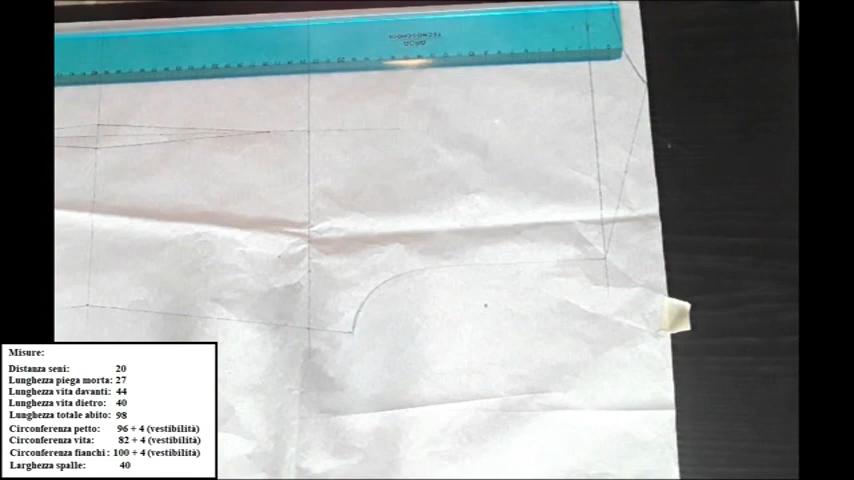 ARDA
TECNOSCHOOL
Misure:
Distanza seni: 20
Lunghezza piega morta: 27
Lunghezza vita davanti: 44
Lunghezza vita dietro: 40
Lunghezza totale abito: 98
Circonferenza petto: 96 + 4 (vestibilità)
Circonferenza vita: 82 + 4 (vestibilità)
Circonferenza fianchi: 100 + 4 (vestibilità)
Larghezza spalle: 40